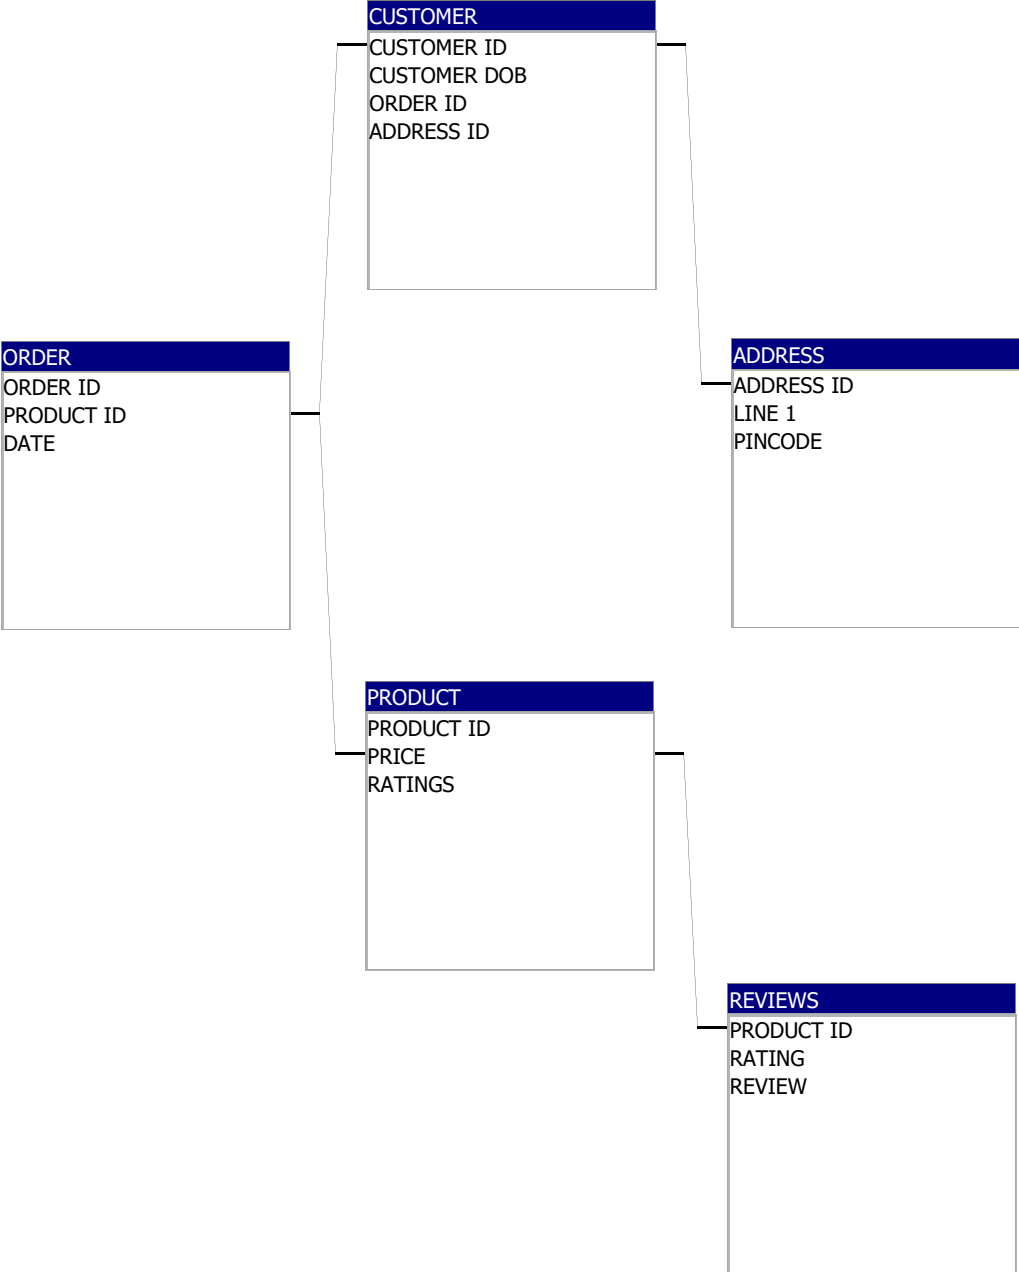 CUSTOMER
CUSTOMER ID
CUSTOMER DOB
ORDER ID
ADDRESS ID
ORDER
ORDER ID
PRODUCT ID
DATE
ADDRESS
ADDRESS ID
LINE 1
PINCODE
PRODUCT
PRODUCT ID
PRICE
RATINGS
REVIEWS
PRODUCT ID
RATING
REVIEW